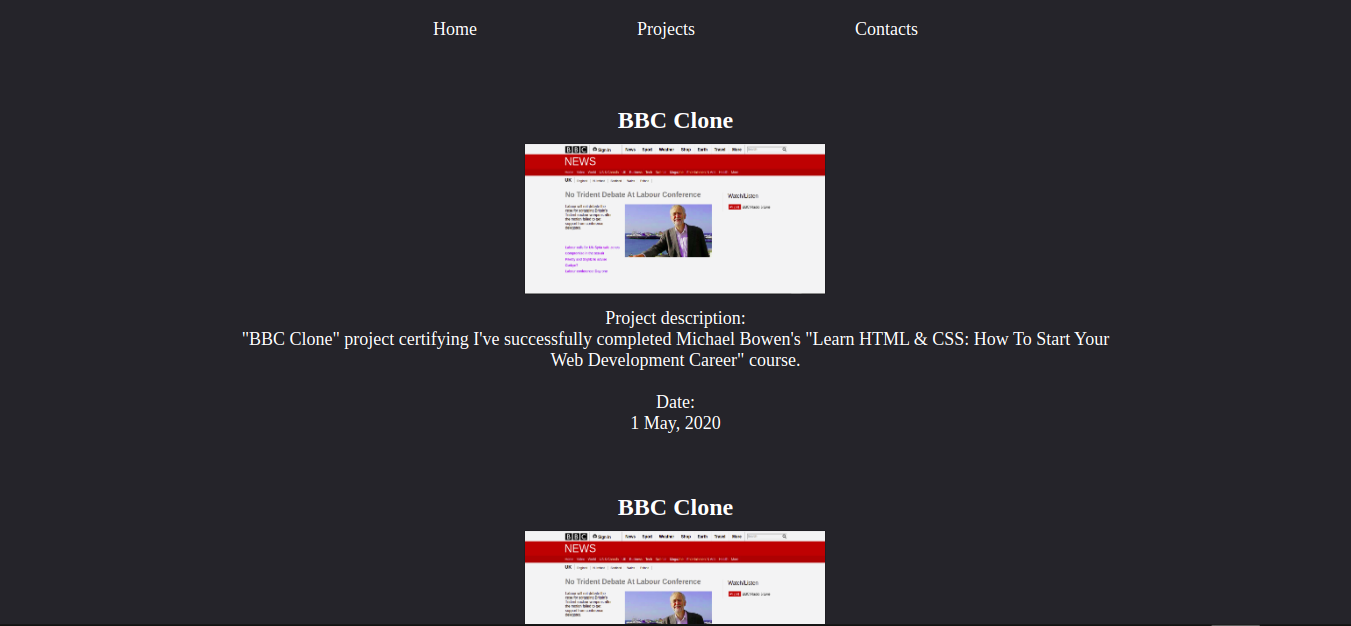 Home Projects Contacts
BBC Clone
BBC Sign in News Sport Weather Shop Earth Travel More
NEWS
UK
No Trident Debate At Labour Conference
Watch/Listen
Project description:
"BBC Clone" project certifying I've successfully completed Michael Bowen's "Learn HTML & CSS: How To Start Your
Web Development Career" course.
Date:
1 May, 2020
BBC Clone
BBC Sign in News Sport Weather Shop Earth Travel More
NEWS
UK
No Trident Debate At Labour Conference
Watch/Listen